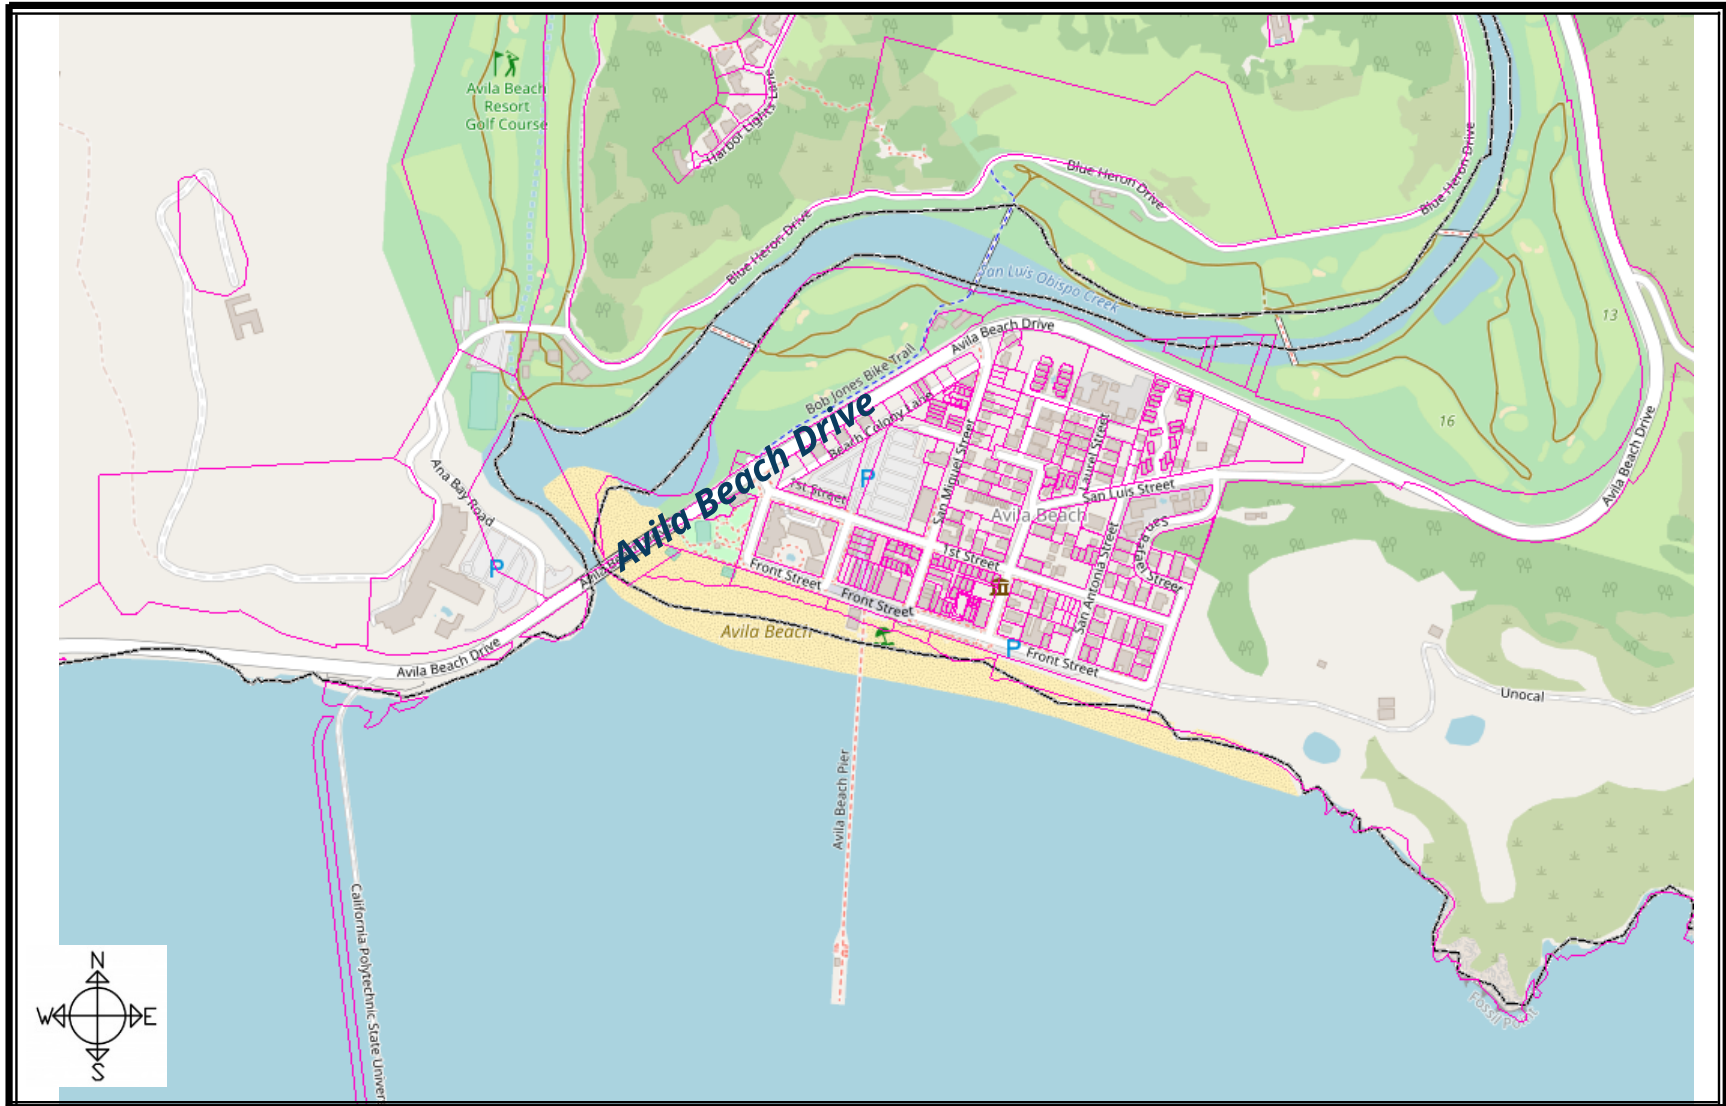 Avila Beach
Resort
Golf Course
Harbor Lights Lane
Blue Heron Drive
Blue Heron Drive
Blue Heron Drive
San Luis Obispo Creek
13
Avila Beach Drive
Bob Jones Bike Trail
Beach Colony Lane
Avila Beach Drive
16
Avila Beach Drive
Ana Bay Road
P
P
1st Street
San Miguel Street
Laurel Street
San Luis Street
Avila Beach
San Rafael Street
1st Street
San Antonia Street
Front Street
Front Street
Avila Beach
P
Front Street
Avila Beach Drive
Unocal
Avila Beach Pier
California Polytechnic State Univer
Fossil Point
N
W
E
S